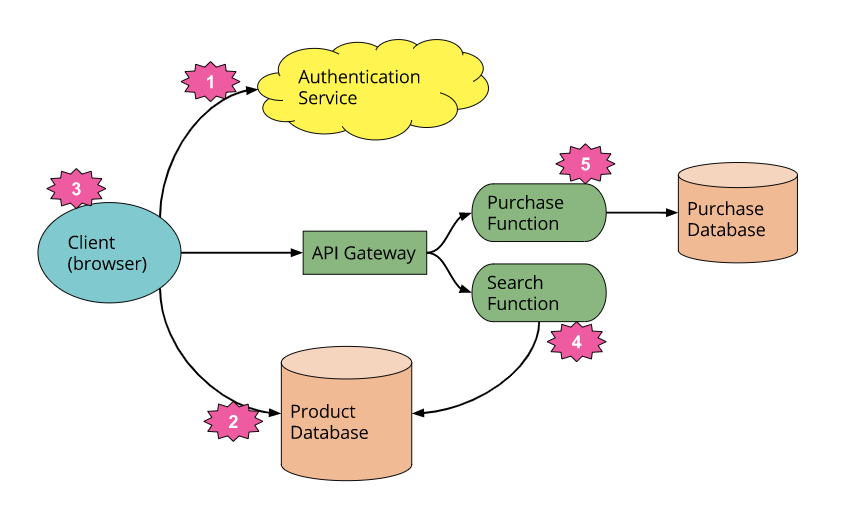 1
Authentication
Service
3
Client
(browser)
API Gateway
5
Purchase
Function
Purchase
Database
Search
Function
4
2
Product
Database